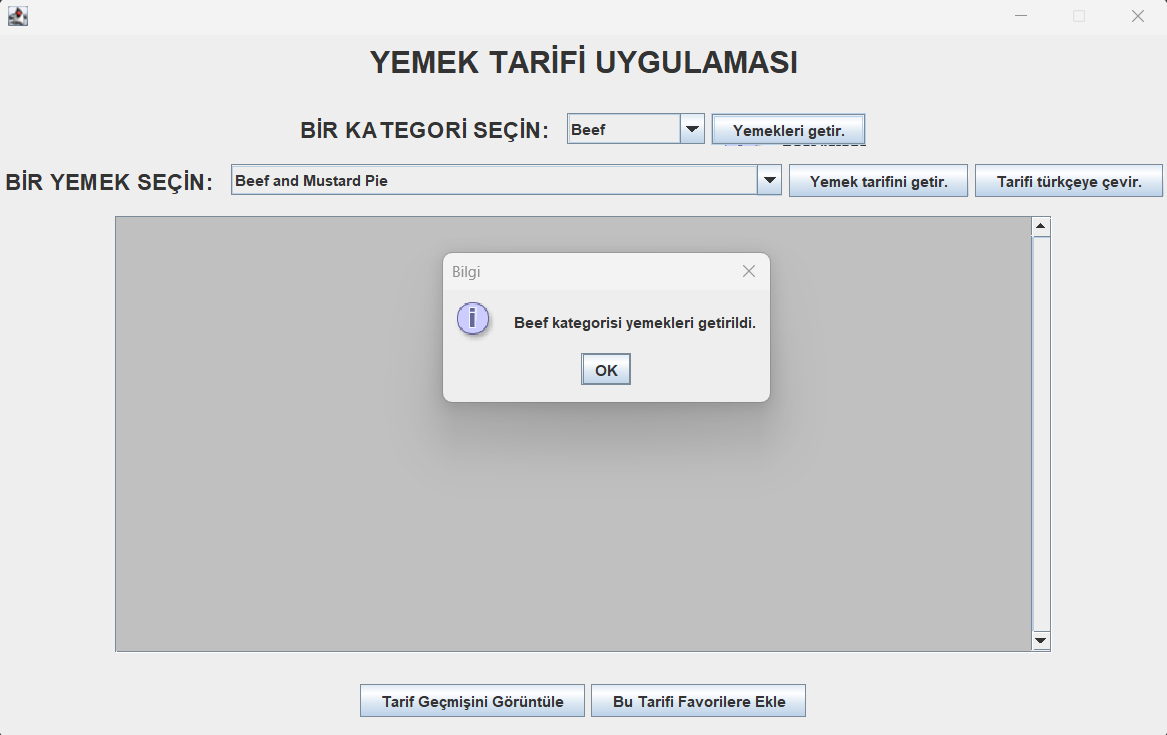 YEMEK TARİFİ UYGULAMASI
BİR KATEGORİ SEÇİN: Beef Yemekleri getir.
BİR YEMEK SEÇİN: Beef and Mustard Pie Yemek tarifini getir. Tarifi türkçeye çevir.
Bilgi
Beef kategorisi yemekleri getirildi.
OK
Tarif Geçmişini Görüntüle Bu Tarifi Favorilere Ekle